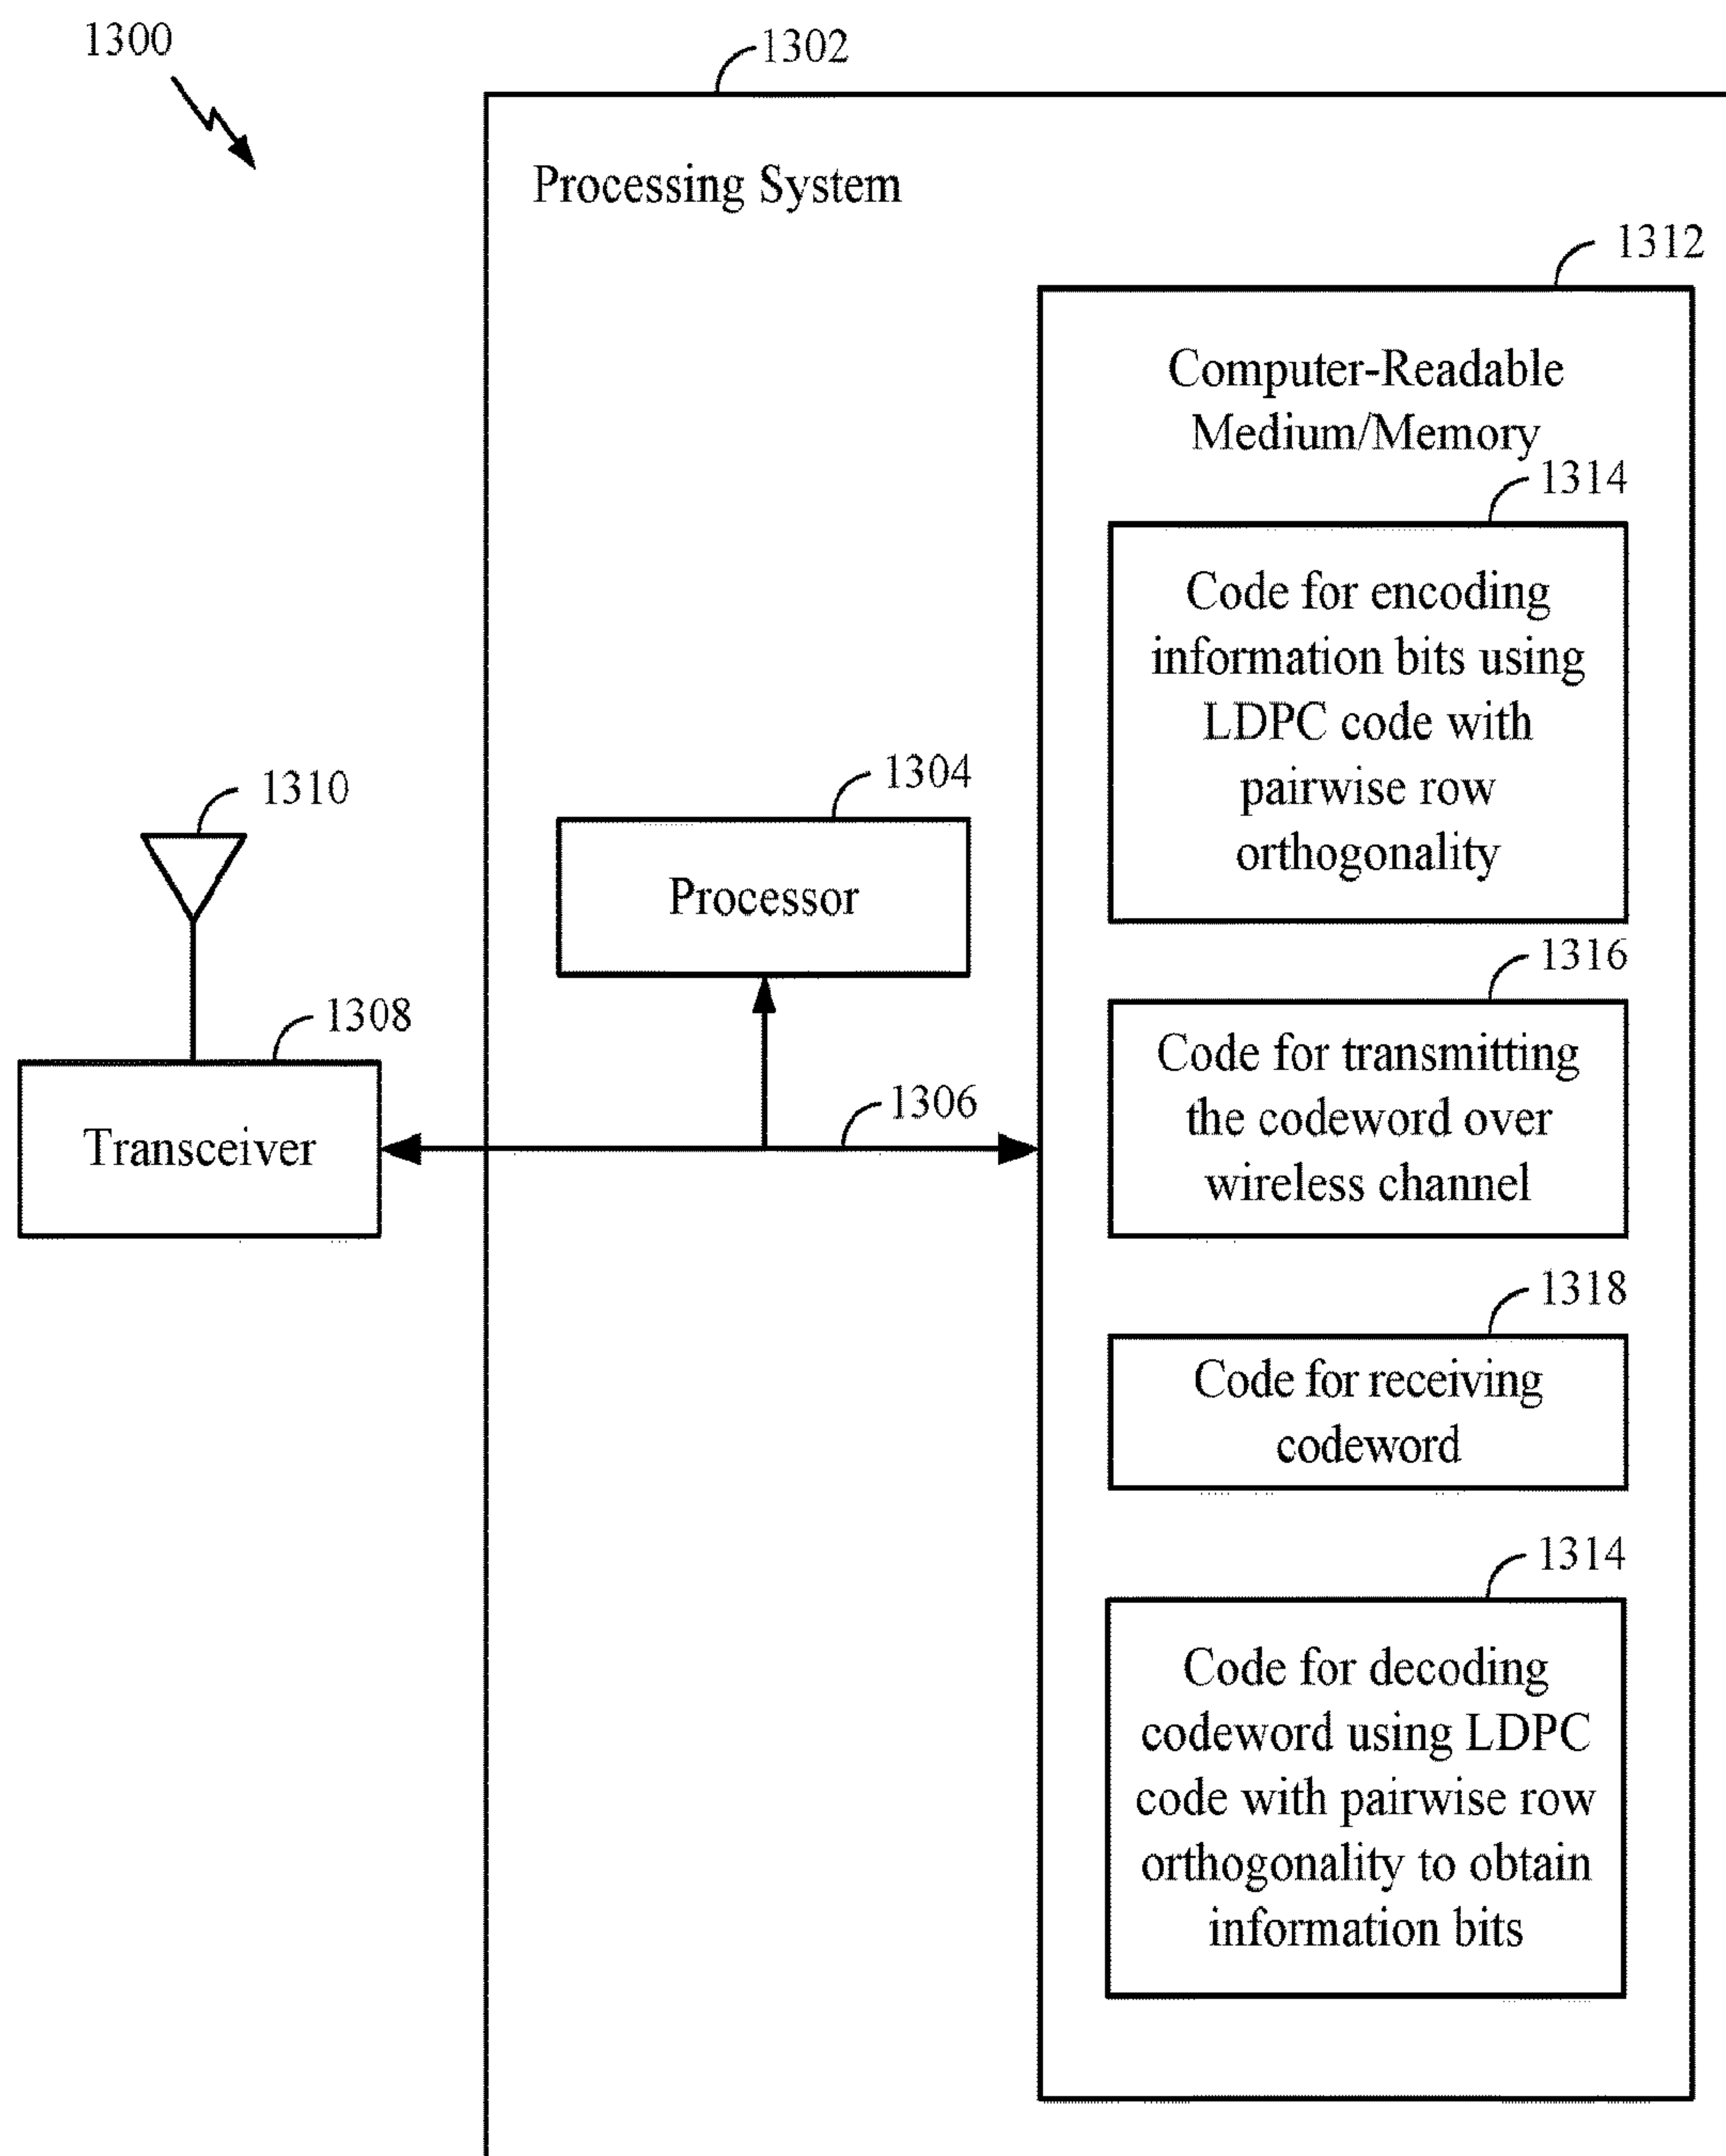 1300
1302
Processing System
1312
Computer-Readable
Medium/Memory
1314
Code for encoding
information bits using
LDPC code with
pairwise row
orthogonality
1304
Processor
1310
1316
Code for transmitting
the codeword over
wireless channel
1308
Transceiver
1306
1318
Code for receiving
codeword
1314
Code for decoding
codeword using LDPC
code with pairwise row
orthogonality to obtain
information bits